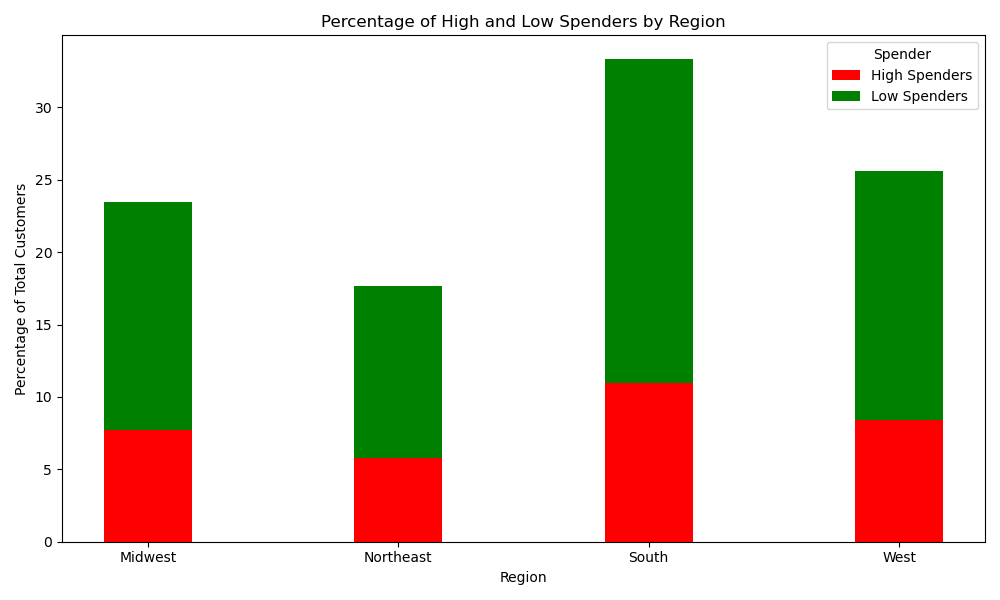 Percentage of High and Low Spenders by Region
Spender
High Spenders
Low Spenders
Percentage of Total Customers
30
25
20
15
10
5
0
Midwest Northeast South West
Region